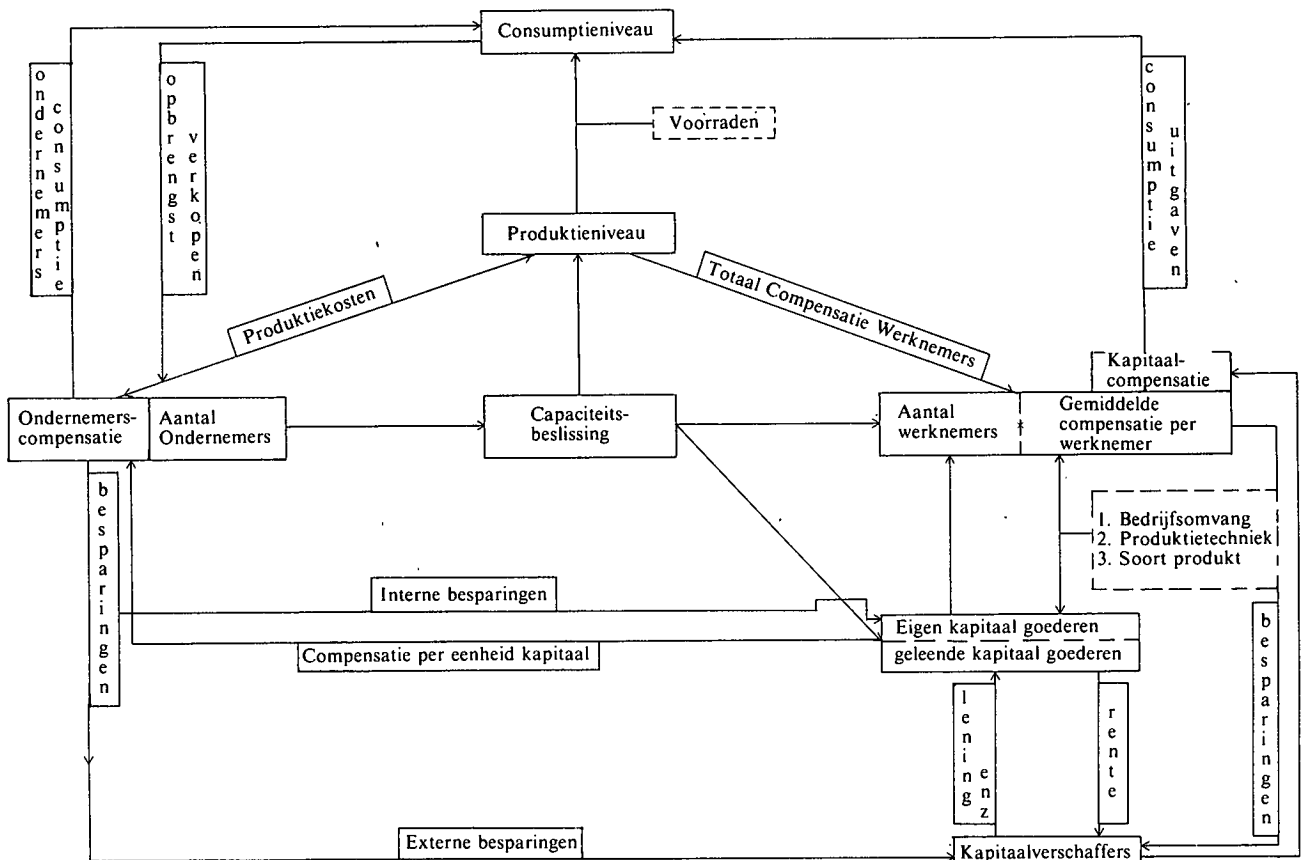 Consumptieniveau
ondernemers
consumptie
opbrengst
verkopen
consumptie
uitgaven
Voorraden
Produktieniveau
Produktiekosten
Totaal Compensatie Werknemers
Kapitaal-
compensatie
Ondernemers-
compensatie
Aantal
Ondernemers
Capaciteits-
beslissing
Aantal
werknemers
Gemiddelde
compensatie per
werknemer
besparingen
1. Bedrijfsomvang
2. Produktietechniek
3. Soort produkt
Interne besparingen
Eigen kapitaal goederen
Compensatie per eenheid kapitaal
geleende kapitaal goederen
lening
enz
rente
besparingen
Externe besparingen
Kapitaalverschaffers